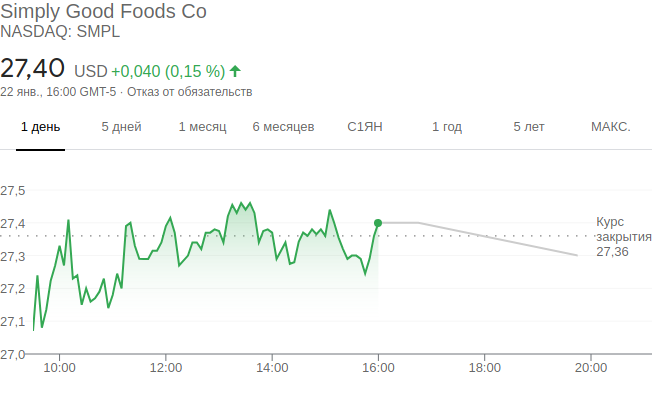 Simply Good Foods Co
NASDAQ: SMPL
27,40 USD +0,040 (0,15 %)
22 янв., 16:00 GMT-5 · Отказ от обязательств
1 день 5 дней 1 месяц 6 месяцев С1ЯН 1 год 5 лет МАКС.
27,5
27,4
27,3
27,2
27,1
27,0
Курс
закрытия
27,36
10:00 12:00 14:00 16:00 18:00 20:00